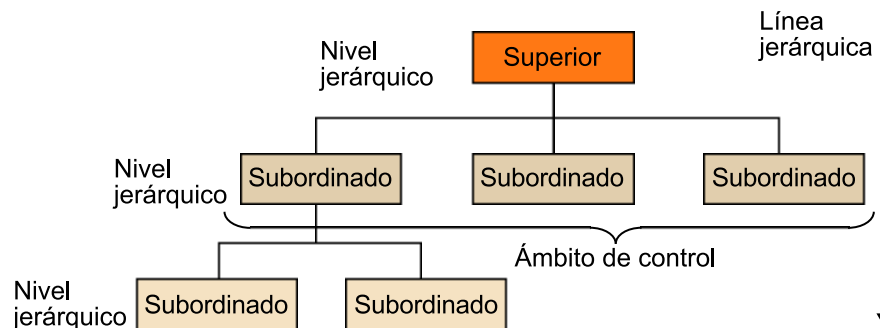 Línea
jerárquica
Nivel
jerárquico
Superior
Nivel
jerárquico
Subordinado
Subordinado
Subordinado
Ámbito de control
Nivel
jerárquico
Subordinado
Subordinado